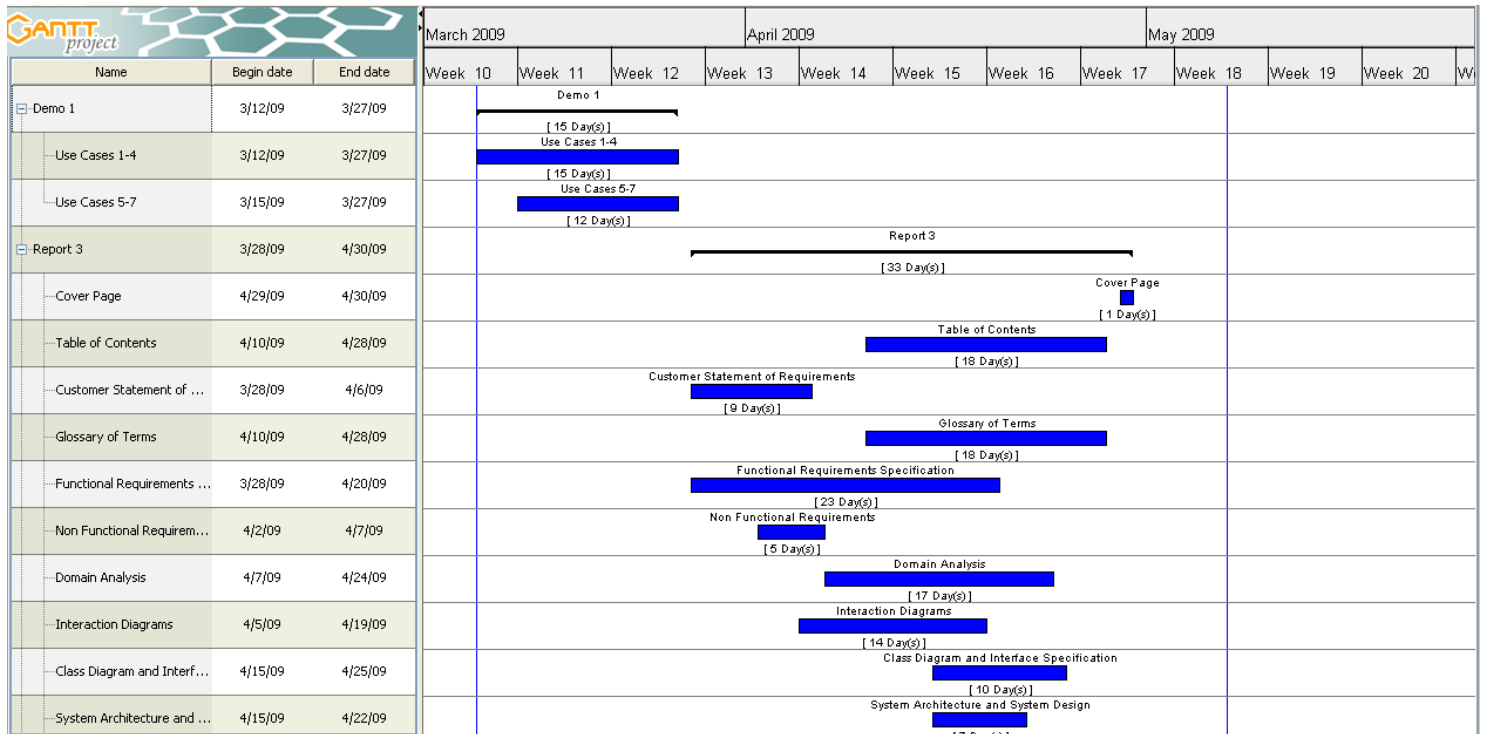 GANTT
project
March 2009 April 2009 May 2009
Name Begin date End date Week 10 Week 11 Week 12 Week 13 Week 14 Week 15 Week 16 Week 17 Week 18 Week 19 Week 20 W
Demo 1
Demo 1 3/12/09 3/27/09
[ 15 Day(s) ]
Use Cases 1-4
Use Cases 1-4 3/12/09 3/27/09
[ 15 Day(s) ]
Use Cases 5-7
Use Cases 5-7 3/15/09 3/27/09
[ 12 Day(s) ]
Report 3
Report 3 3/28/09 4/30/09
[ 33 Day(s) ]
Cover Page
Cover Page 4/29/09 4/30/09
[ 1 Day(s) ]
Table of Contents
Table of Contents 4/10/09 4/28/09
[ 18 Day(s) ]
Customer Statement of Requirements
Customer Statement of ... 3/28/09 4/6/09
[ 9 Day(s) ]
Glossary of Terms
Glossary of Terms 4/10/09 4/28/09
[ 18 Day(s) ]
Functional Requirements Specification
Functional Requirements ... 3/28/09 4/20/09
[ 23 Day(s) ]
Non Functional Requirements
Non Functional Requirem... 4/2/09 4/7/09
[ 5 Day(s) ]
Domain Analysis
Domain Analysis 4/7/09 4/24/09
[ 17 Day(s) ]
Interaction Diagrams
Interaction Diagrams 4/5/09 4/19/09
[ 14 Day(s) ]
Class Diagram and Interface Specification
Class Diagram and Interf... 4/15/09 4/25/09
[ 10 Day(s) ]
System Architecture and System Design
System Architecture and ... 4/15/09 4/22/09